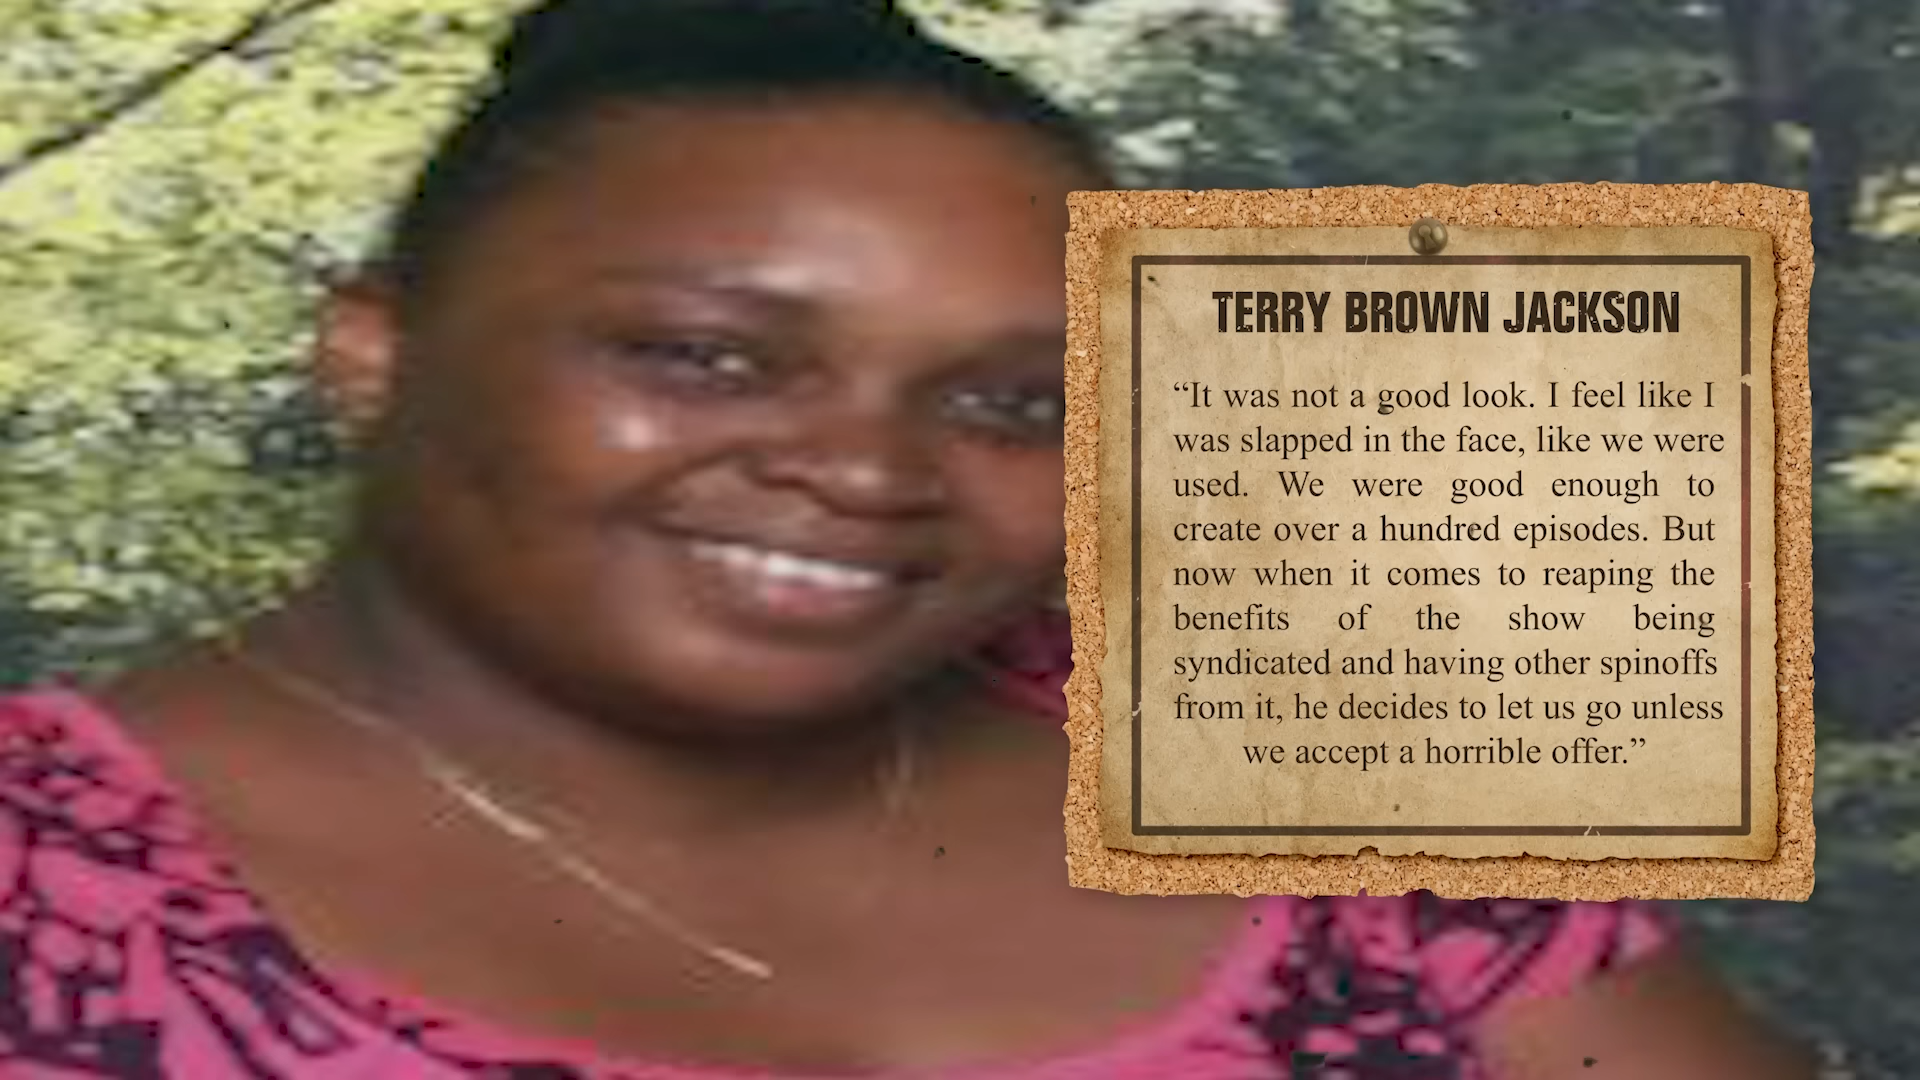 TERRY BROWN JACKSON
“It was not a good look. I feel like I
was slapped in the face, like we were
used. We were good enough to
create over a hundred episodes. But
now when it comes to reaping the
benefits of the show being
syndicated and having other spinoffs
from it, he decides to let us go unless
we accept a horrible offer.”